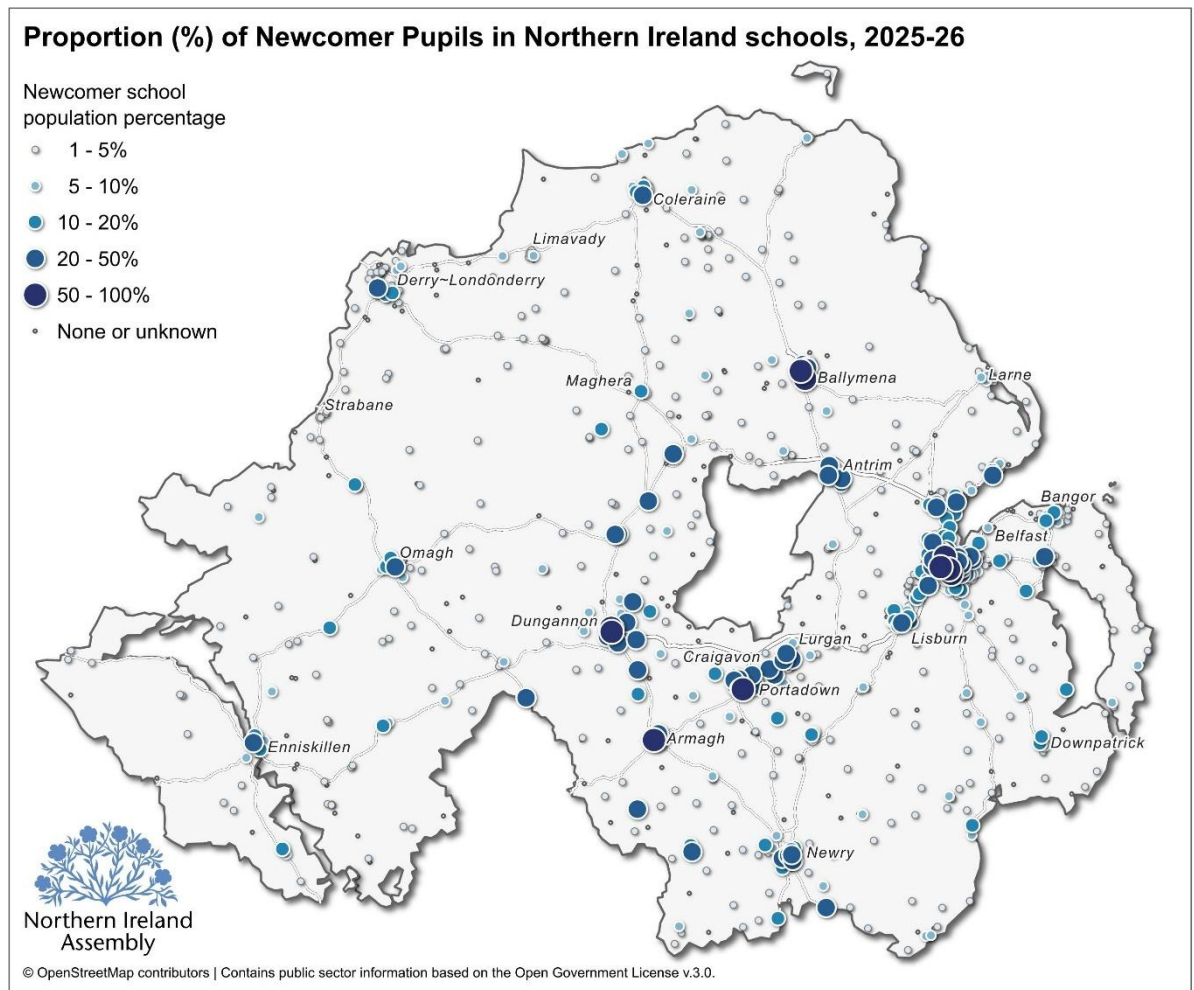 Proportion (%) of Newcomer Pupils in Northern Ireland schools, 2025-26
Newcomer school
population percentage
1 - 5%
5 - 10%
10 - 20%
20 - 50%
50 - 100%
None or unknown
Coleraine
Limavady
Derry~Londonderry
Ballymena
Larne
Maghera
Strabane
Antrim
Bangor
Belfast
Omagh
Dungannon
Lurgan
Lisburn
Craigavon
Portadown
Armagh
Downpatrick
Enniskillen
Newry
Northern Ireland
Assembly
© OpenStreetMap contributors | Contains public sector information based on the Open Government License v.3.0.